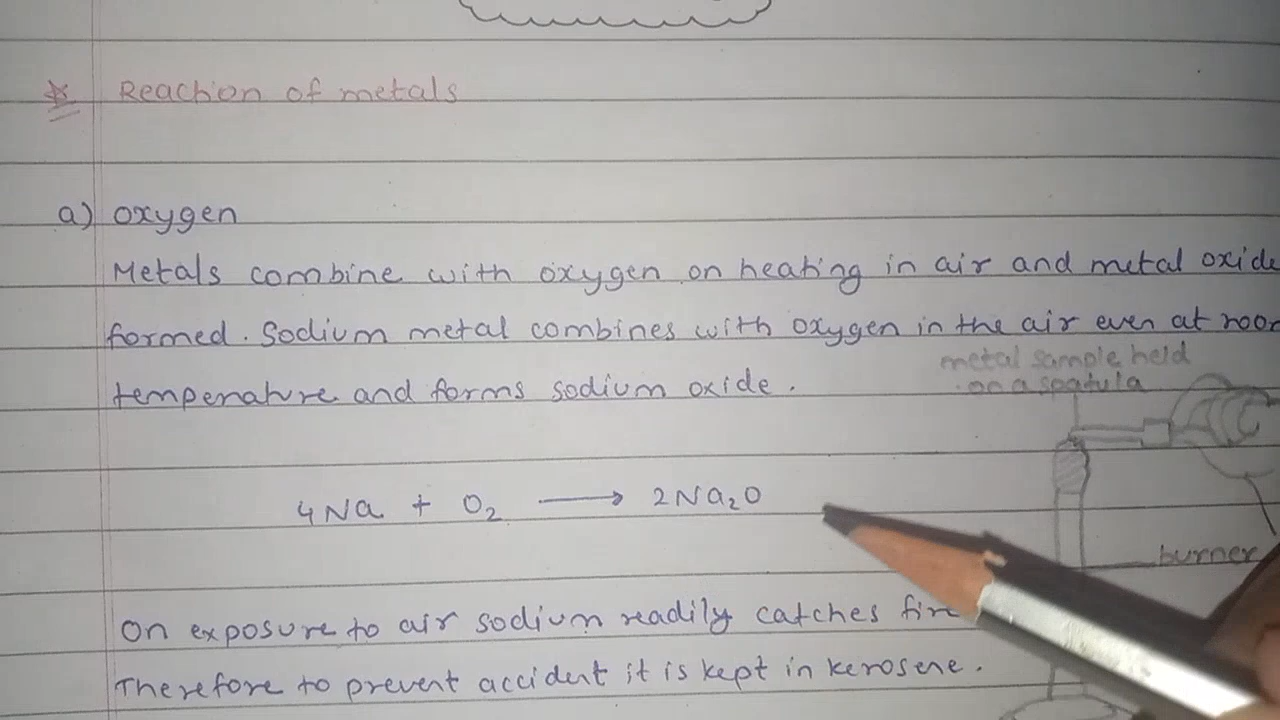 Reaction of metals
a) oxygen
Metals combine with oxygen on heating in air and metal oxide
formed. Sodium metal combines with oxygen in the air even at room
temperature and forms sodium oxide.
metal sample held
on a spatula
4Na + O₂ ⟶ 2Na₂O
burner
On exposure to air sodium readily catches fire
Therefore to prevent accident it is kept in kerosene.